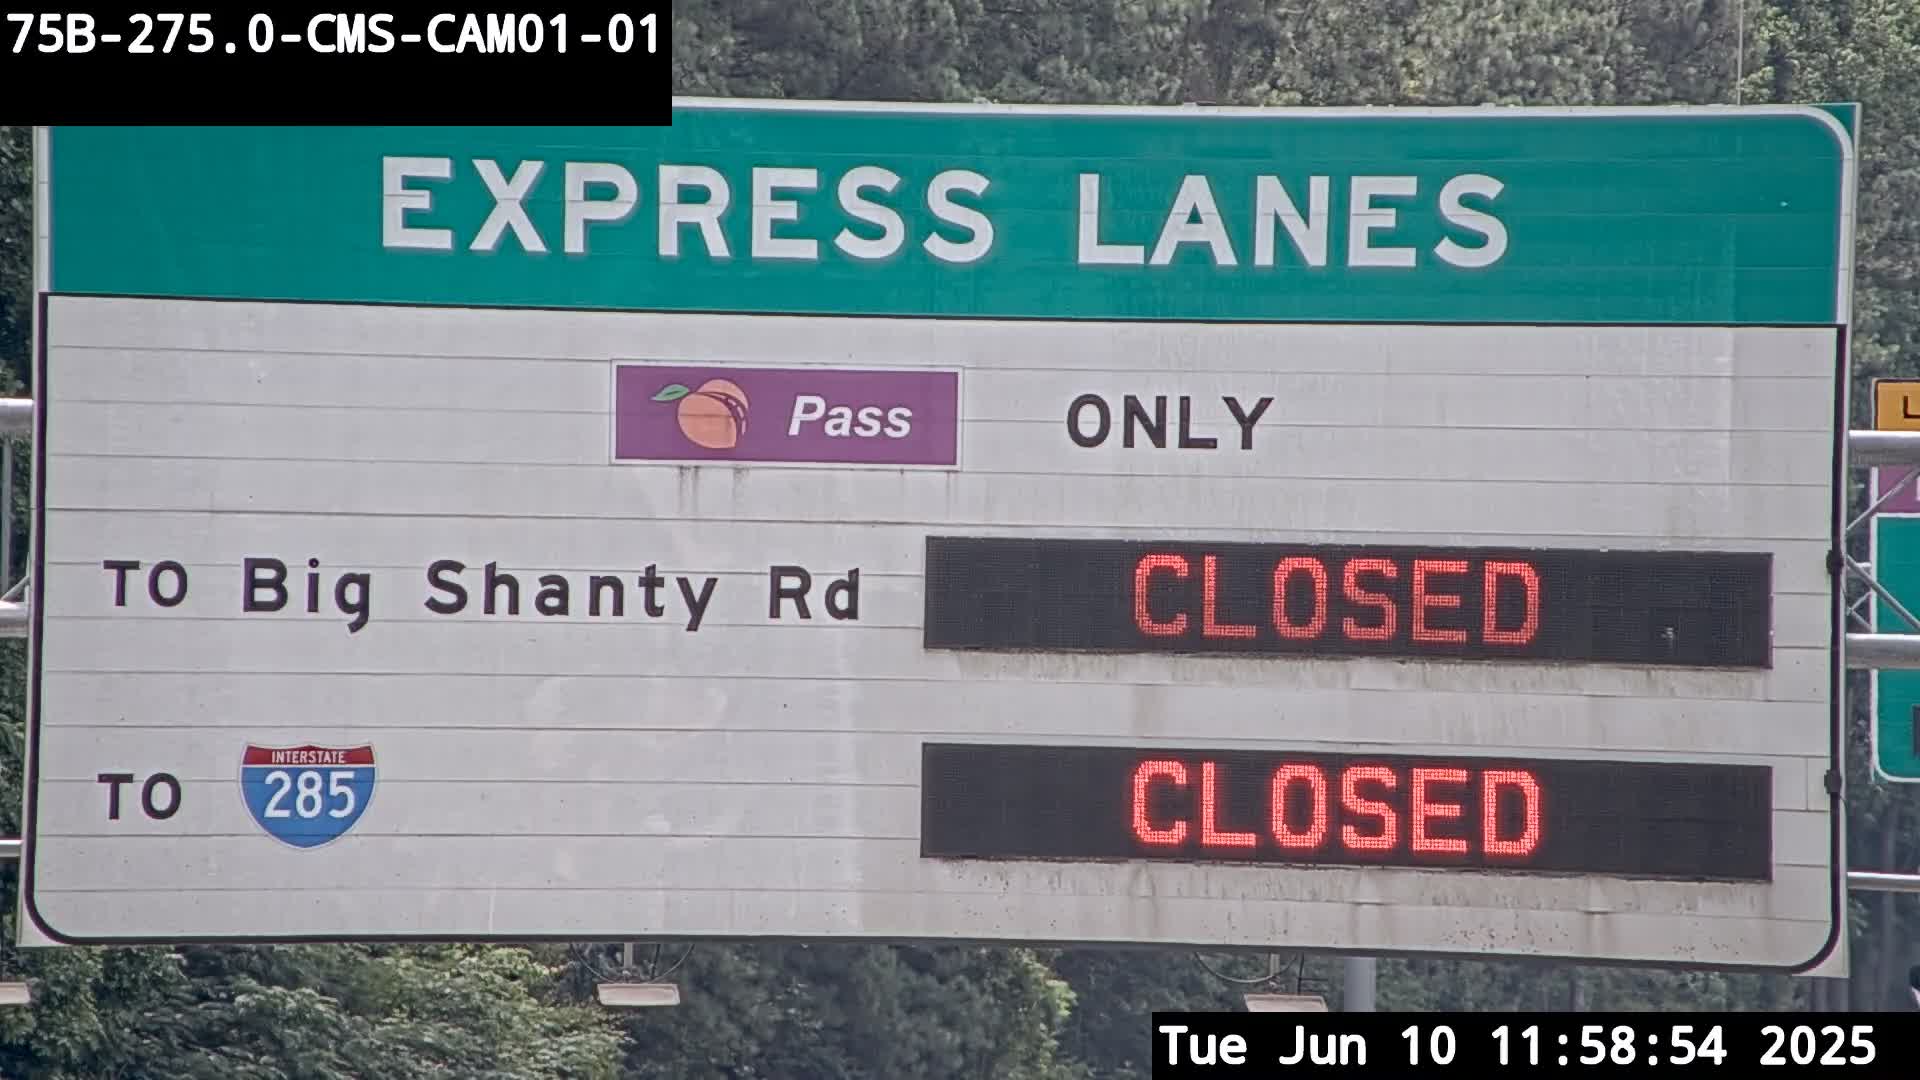 75B-275.0-CMS-CAM01-01
EXPRESS LANES
Pass ONLY
TO Big Shanty Rd CLOSED
TO INTERSTATE 285 CLOSED
Tue Jun 10 11:58:54 2025